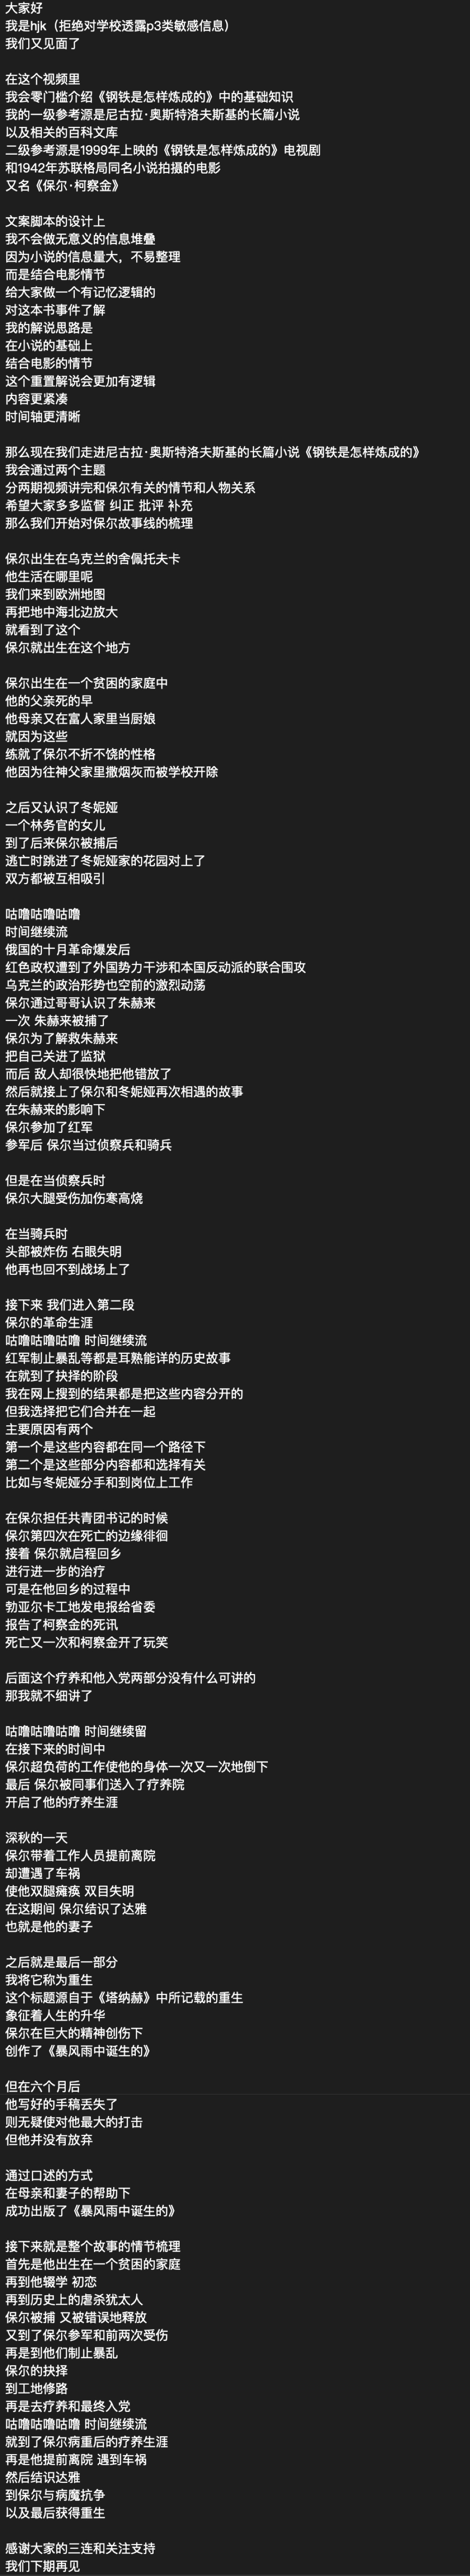 大家好
我是hjk（拒绝对学校透露p3类敏感信息）
我们又见面了
在这个视频里
我会零门槛介绍《钢铁是怎样炼成的》中的基础知识
我的一级参考源是尼古拉·奥斯特洛夫斯基的长篇小说
以及相关的百科文库
二级参考源是1999年上映的《钢铁是怎样炼成的》电视剧
和1942年苏联格局同名小说拍摄的电影
又名《保尔·柯察金》
文案脚本的设计上
我不会做无意义的信息堆叠
因为小说的信息量大，不易整理
而是结合电影情节
给大家做一个有记忆逻辑的
对这本书事件了解
我的解说思路是
在小说的基础上
结合电影的情节
这个重置解说会更加有逻辑
内容更紧凑
时间轴更清晰
那么现在我们走进尼古拉·奥斯特洛夫斯基的长篇小说《钢铁是怎样炼成的》
我会通过两个主题
分两期视频讲完和保尔有关的情节和人物关系
希望大家多多监督 纠正 批评 补充
那么我们开始对保尔故事线的梳理
保尔出生在乌克兰的舍佩托夫卡
他生活在哪里呢
我们来到欧洲地图
再把地中海北边放大
就看到了这个
保尔就出生在这个地方
保尔出生在一个贫困的家庭中
他的父亲死的早
他母亲又在富人家里当厨娘
就因为这些
练就了保尔不折不饶的性格
他因为往神父家里撒烟灰而被学校开除
之后又认识了冬妮娅
一个林务官的女儿
到了后来保尔被捕后
逃亡时跳进了冬妮娅家的花园对上了
双方都被互相吸引
咕噜咕噜咕噜
时间继续流
俄国的十月革命爆发后
红色政权遭到了外国势力干涉和本国反动派的联合围攻
乌克兰的政治形势也空前的激烈动荡
保尔通过哥哥认识了朱赫来
一次 朱赫来被捕了
保尔为了解救朱赫来
把自己关进了监狱
而后 敌人却很快地把他错放了
然后就接上了保尔和冬妮娅再次相遇的故事
在朱赫来的影响下
保尔参加了红军
参军后 保尔当过侦察兵和骑兵
但是在当侦察兵时
保尔大腿受伤加伤寒高烧
在当骑兵时
头部被炸伤 右眼失明
他再也回不到战场上了
接下来 我们进入第二段
保尔的革命生涯
咕噜咕噜咕噜 时间继续流
红军制止暴乱等都是耳熟能详的历史故事
在就到了抉择的阶段
我在网上搜到的结果都是把这些内容分开的
但我选择把它们合并在一起
主要原因有两个
第一个是这些内容都在同一个路径下
第二个是这些部分内容都和选择有关
比如与冬妮娅分手和到岗位上工作
在保尔担任共青团书记的时候
保尔第四次在死亡的边缘徘徊
接着 保尔就启程回乡
进行进一步的治疗
可是在他回乡的过程中
勃亚尔卡工地发电报给省委
报告了柯察金的死讯
死亡又一次和柯察金开了玩笑
后面这个疗养和他入党两部分没有什么可讲的
那我就不细讲了
咕噜咕噜咕噜 时间继续留
在接下来的时间中
保尔超负荷的工作使他的身体一次又一次地倒下
最后 保尔被同事们送入了疗养院
开启了他的疗养生涯
深秋的一天
保尔带着工作人员提前离院
却遭遇了车祸
使他双腿瘫痪 双目失明
在这期间 保尔结识了达雅
也就是他的妻子
之后就是最后一部分
我将它称为重生
这个标题源自于《塔纳赫》中所记载的重生
象征着人生的升华
保尔在巨大的精神创伤下
创作了《暴风雨中诞生的》
但在六个月后
他写好的手稿丢失了
则无疑使对他最大的打击
但他并没有放弃
通过口述的方式
在母亲和妻子的帮助下
成功出版了《暴风雨中诞生的》
接下来就是整个故事的情节梳理
首先是他出生在一个贫困的家庭
再到他辍学 初恋
再到历史上的虐杀犹太人
保尔被捕 又被错误地释放
又到了保尔参军和前两次受伤
再是到他们制止暴乱
保尔的抉择
到工地修路
再是去疗养和最终入党
咕噜咕噜咕噜 时间继续流
就到了保尔病重后的疗养生涯
再是他提前离院 遇到车祸
然后结识达雅
到保尔与病魔抗争
以及最后获得重生
感谢大家的三连和关注支持
我们下期再见